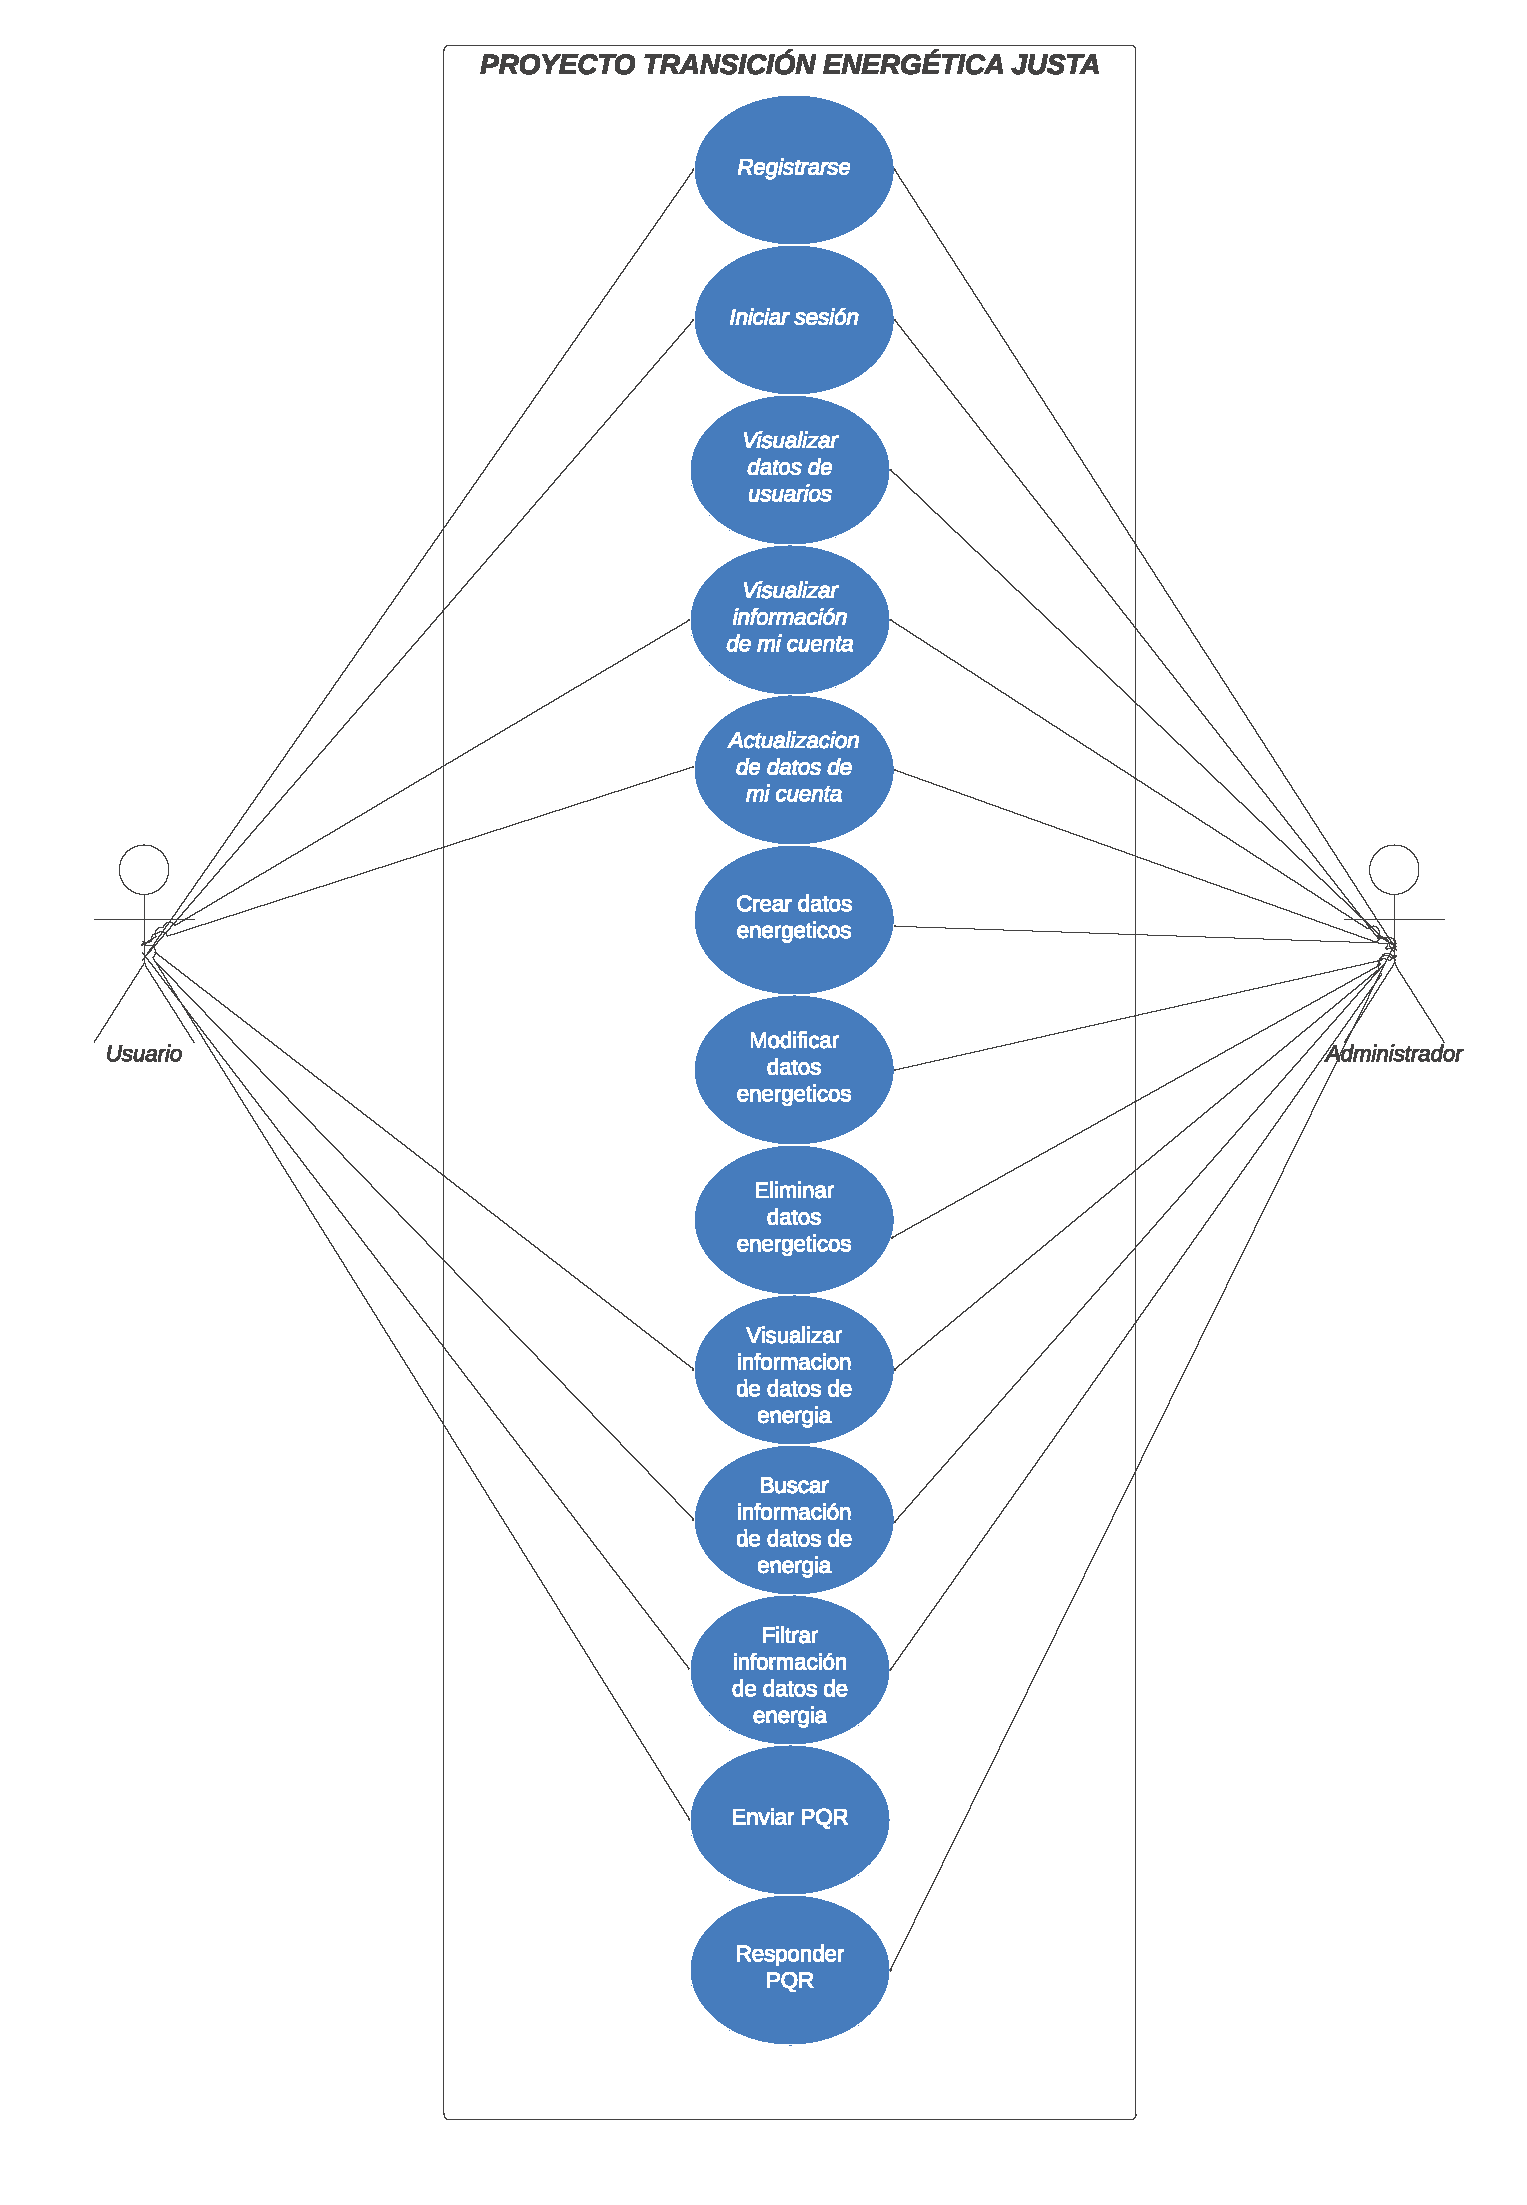 PROYECTO TRANSICIÓN ENERGÉTICA JUSTA
Registrarse
Iniciar sesión
Visualizar
datos de
usuarios
Visualizar
información
de mi cuenta
Actualizacion
de datos de
mi cuenta
Crear datos
energeticos
Usuario
Administrador
Modificar
datos
energeticos
Eliminar
datos
energeticos
Visualizar
informacion
de datos de
energia
Buscar
información
de datos de
energia
Filtrar
información
de datos de
energia
Enviar PQR
Responder
PQR